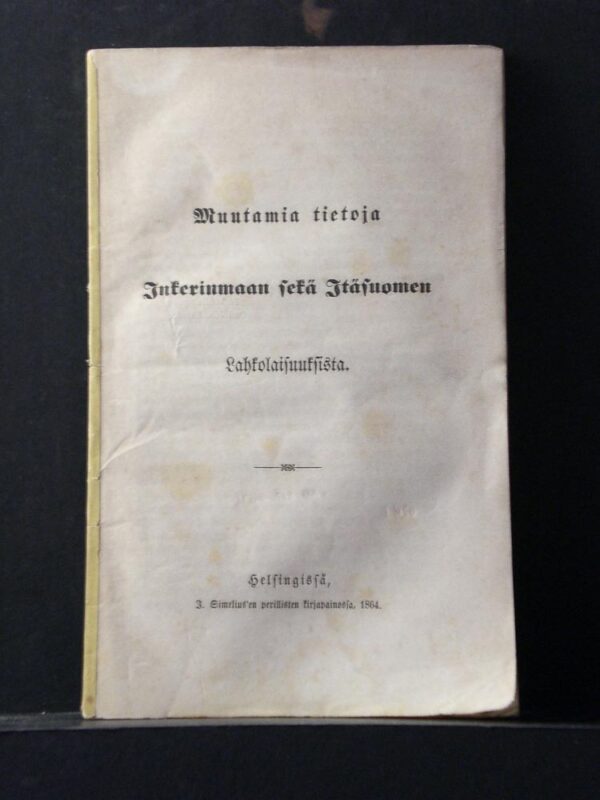 Muutamia tietoja
Inkerinmaan sekä Itäsuomen
Lahkolaisuuksista.
Helsingissä,
J. Simelius'en perillisten kirjapainossa, 1864.